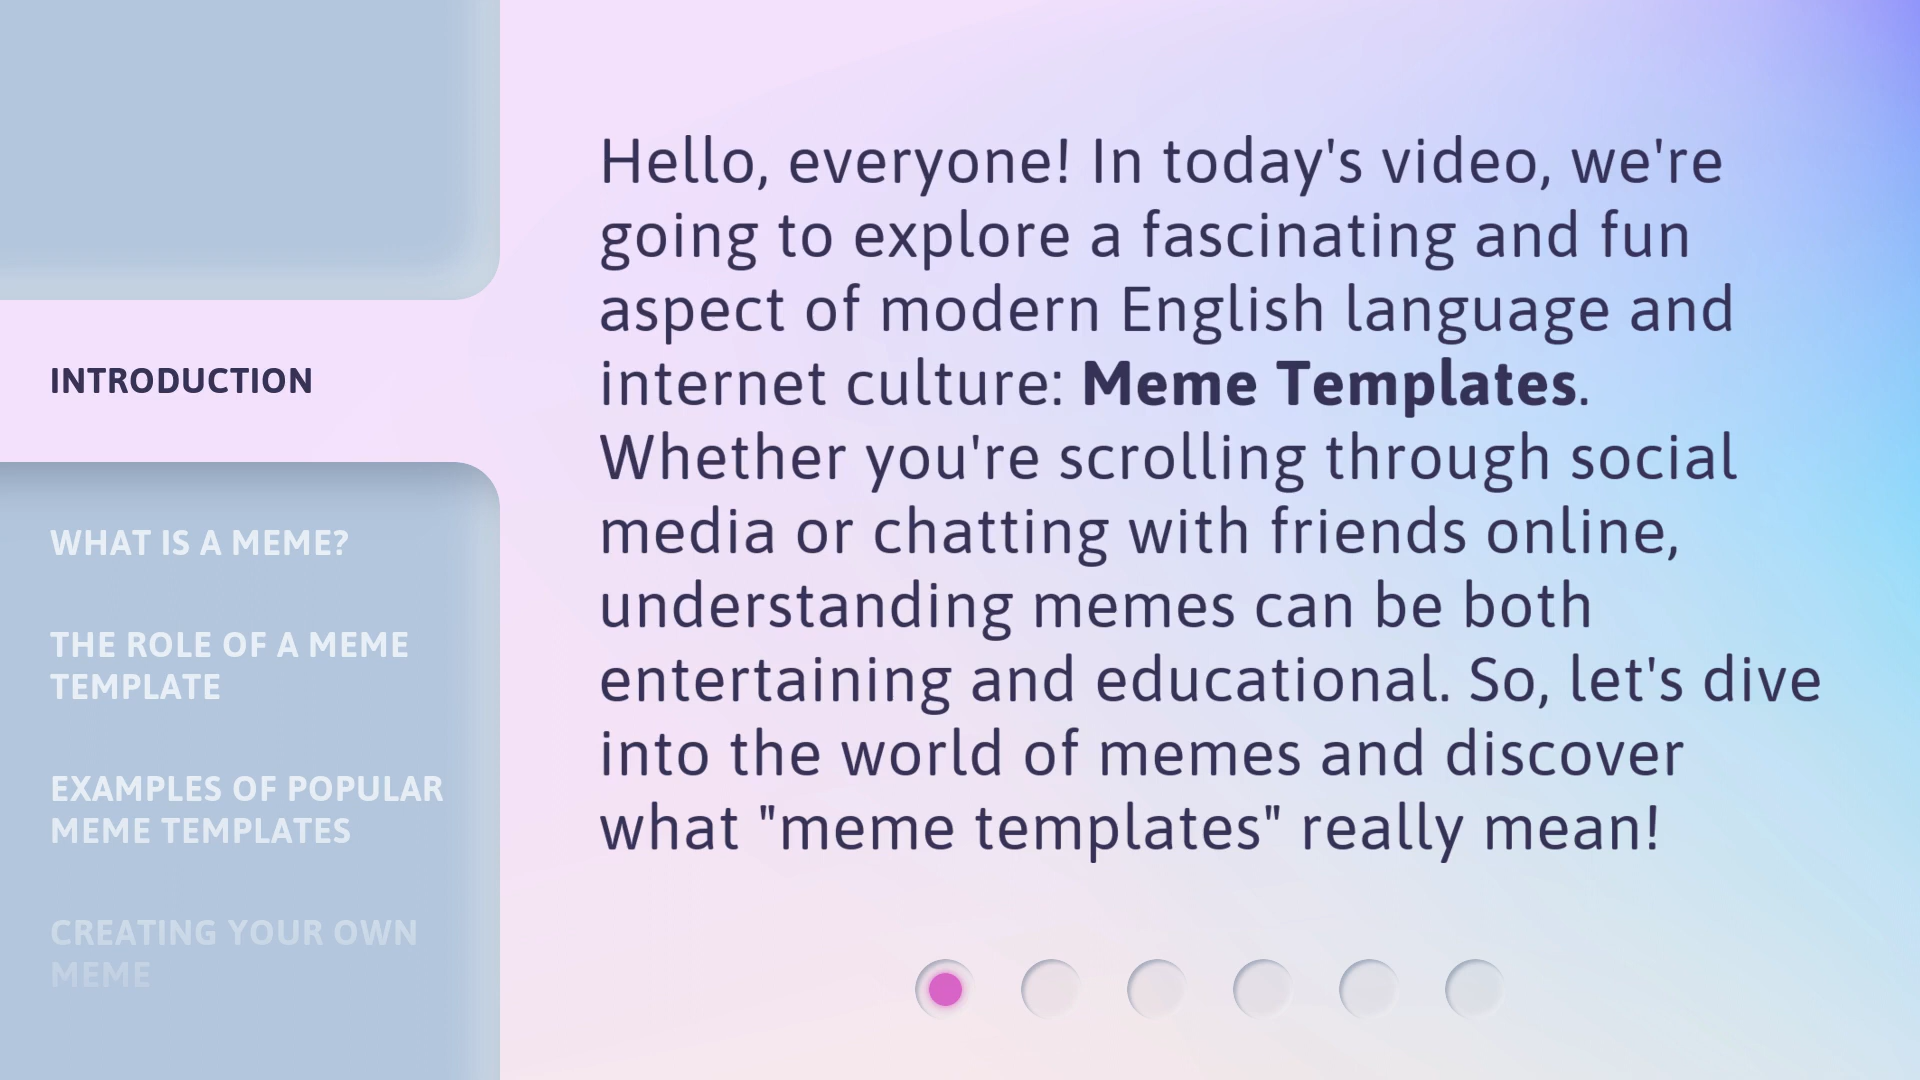 INTRODUCTION
WHAT IS A MEME?
THE ROLE OF A MEME
TEMPLATE
EXAMPLES OF POPULAR
MEME TEMPLATES
CREATING YOUR OWN
MEME
Hello, everyone! In today's video, we're
going to explore a fascinating and fun
aspect of modern English language and
internet culture: Meme Templates.
Whether you're scrolling through social
media or chatting with friends online,
understanding memes can be both
entertaining and educational. So, let's dive
into the world of memes and discover
what "meme templates" really mean!